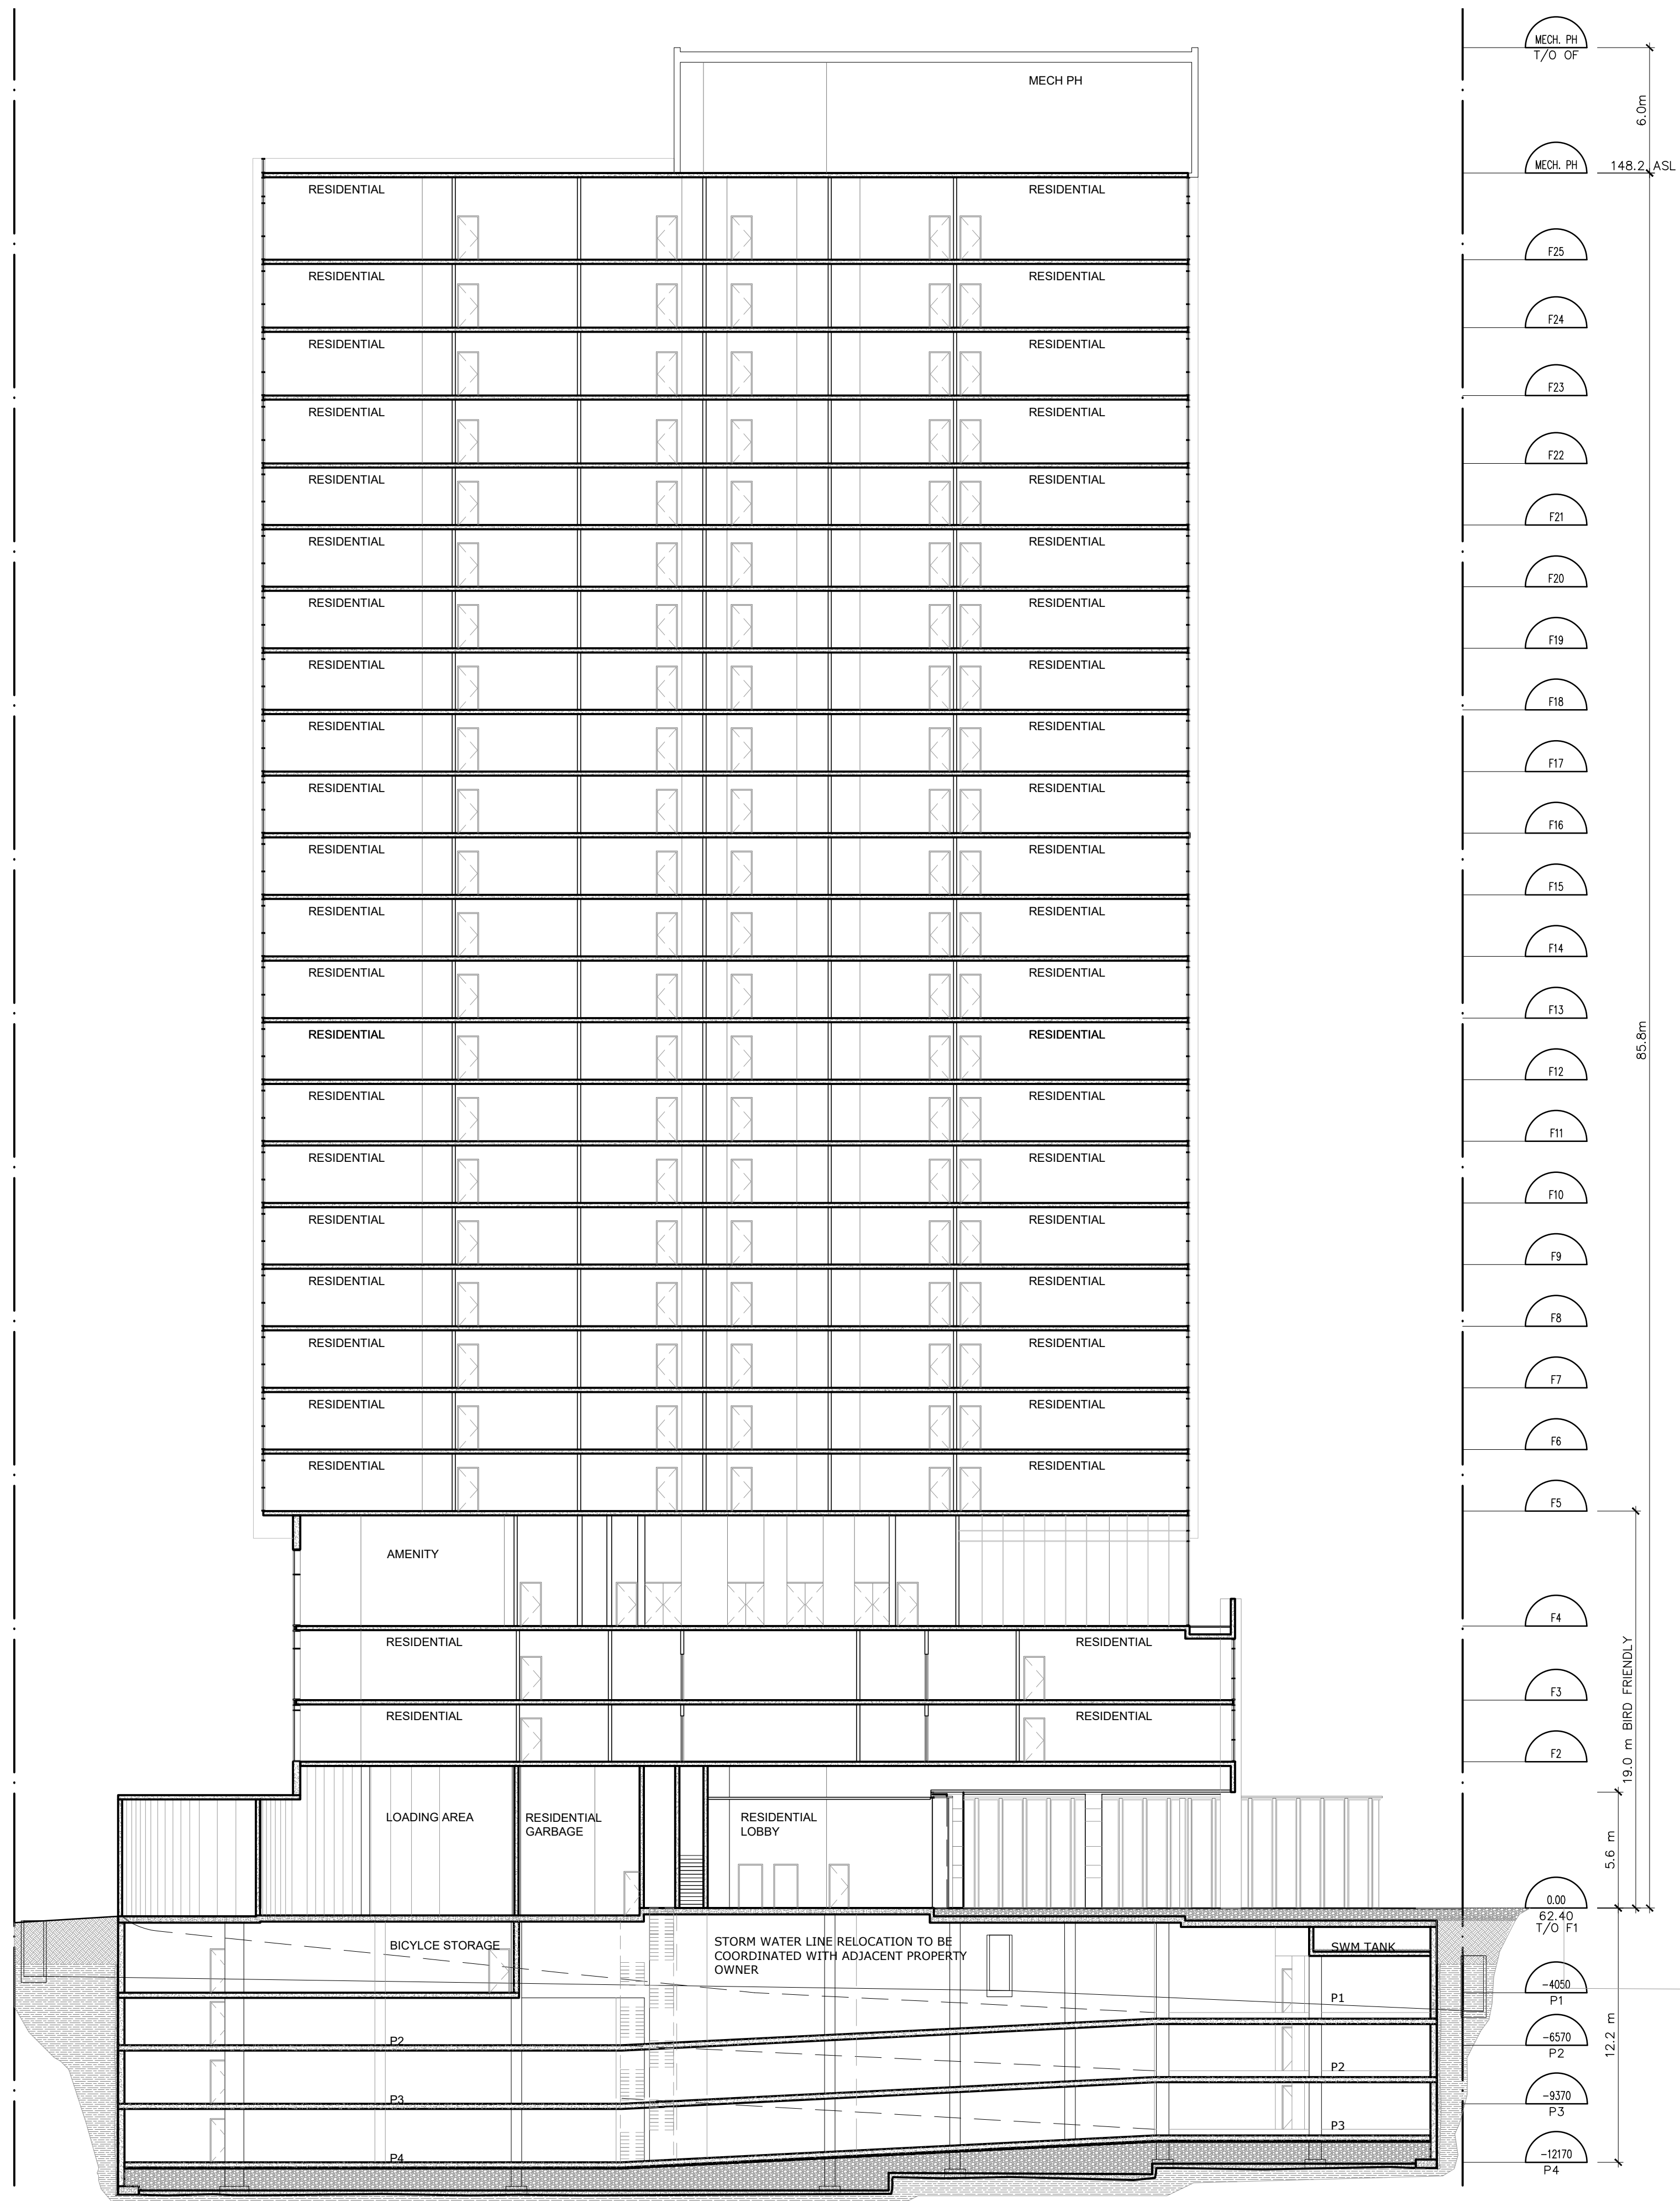 MECH. PH
T/O OF
MECH PH
6.0m
MECH. PH
148.2 ASL
RESIDENTIAL RESIDENTIAL
F25
RESIDENTIAL RESIDENTIAL
F24
RESIDENTIAL RESIDENTIAL
F23
RESIDENTIAL RESIDENTIAL
F22
RESIDENTIAL RESIDENTIAL
F21
RESIDENTIAL RESIDENTIAL
F20
RESIDENTIAL RESIDENTIAL
F19
RESIDENTIAL RESIDENTIAL
F18
RESIDENTIAL RESIDENTIAL
F17
RESIDENTIAL RESIDENTIAL
F16
RESIDENTIAL RESIDENTIAL
F15
RESIDENTIAL RESIDENTIAL
F14
RESIDENTIAL RESIDENTIAL
F13
RESIDENTIAL RESIDENTIAL
85.8m
F12
RESIDENTIAL RESIDENTIAL
F11
RESIDENTIAL RESIDENTIAL
F10
RESIDENTIAL RESIDENTIAL
F9
RESIDENTIAL RESIDENTIAL
F8
RESIDENTIAL RESIDENTIAL
F7
RESIDENTIAL RESIDENTIAL
F6
RESIDENTIAL RESIDENTIAL
F5
AMENITY
F4
RESIDENTIAL RESIDENTIAL
F3
19.0 m BIRD FRIENDLY
RESIDENTIAL RESIDENTIAL
F2
LOADING AREA
RESIDENTIAL
GARBAGE
RESIDENTIAL
LOBBY
5.6 m
0.00
62.40
T/O F1
BICYLCE STORAGE
STORM WATER LINE RELOCATION TO BE
COORDINATED WITH ADJACENT PROPERTY
OWNER
SWM TANK
-4050
P1
P1
P2
-6570
P2
12.2 m
P2
P3
-9370
P3
P3
P4
-12170
P4